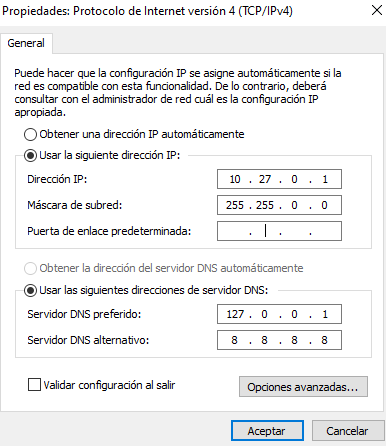 Propiedades: Protocolo de Internet versión 4 (TCP/IPv4)
General
Puede hacer que la configuración IP se asigne automáticamente si la
red es compatible con esta funcionalidad. De lo contrario, deberá
consultar con el administrador de red cuál es la configuración IP
apropiada.
Obtener una dirección IP automáticamente
Usar la siguiente dirección IP:
Dirección IP: 10 . 27 . 0 . 1
Máscara de subred: 255 . 255 . 0 . 0
Puerta de enlace predeterminada: . . .
Obtener la dirección del servidor DNS automáticamente
Usar las siguientes direcciones de servidor DNS:
Servidor DNS preferido: 127 . 0 . 0 . 1
Servidor DNS alternativo: 8 . 8 . 8 . 8
Validar configuración al salir
Opciones avanzadas...
Aceptar Cancelar